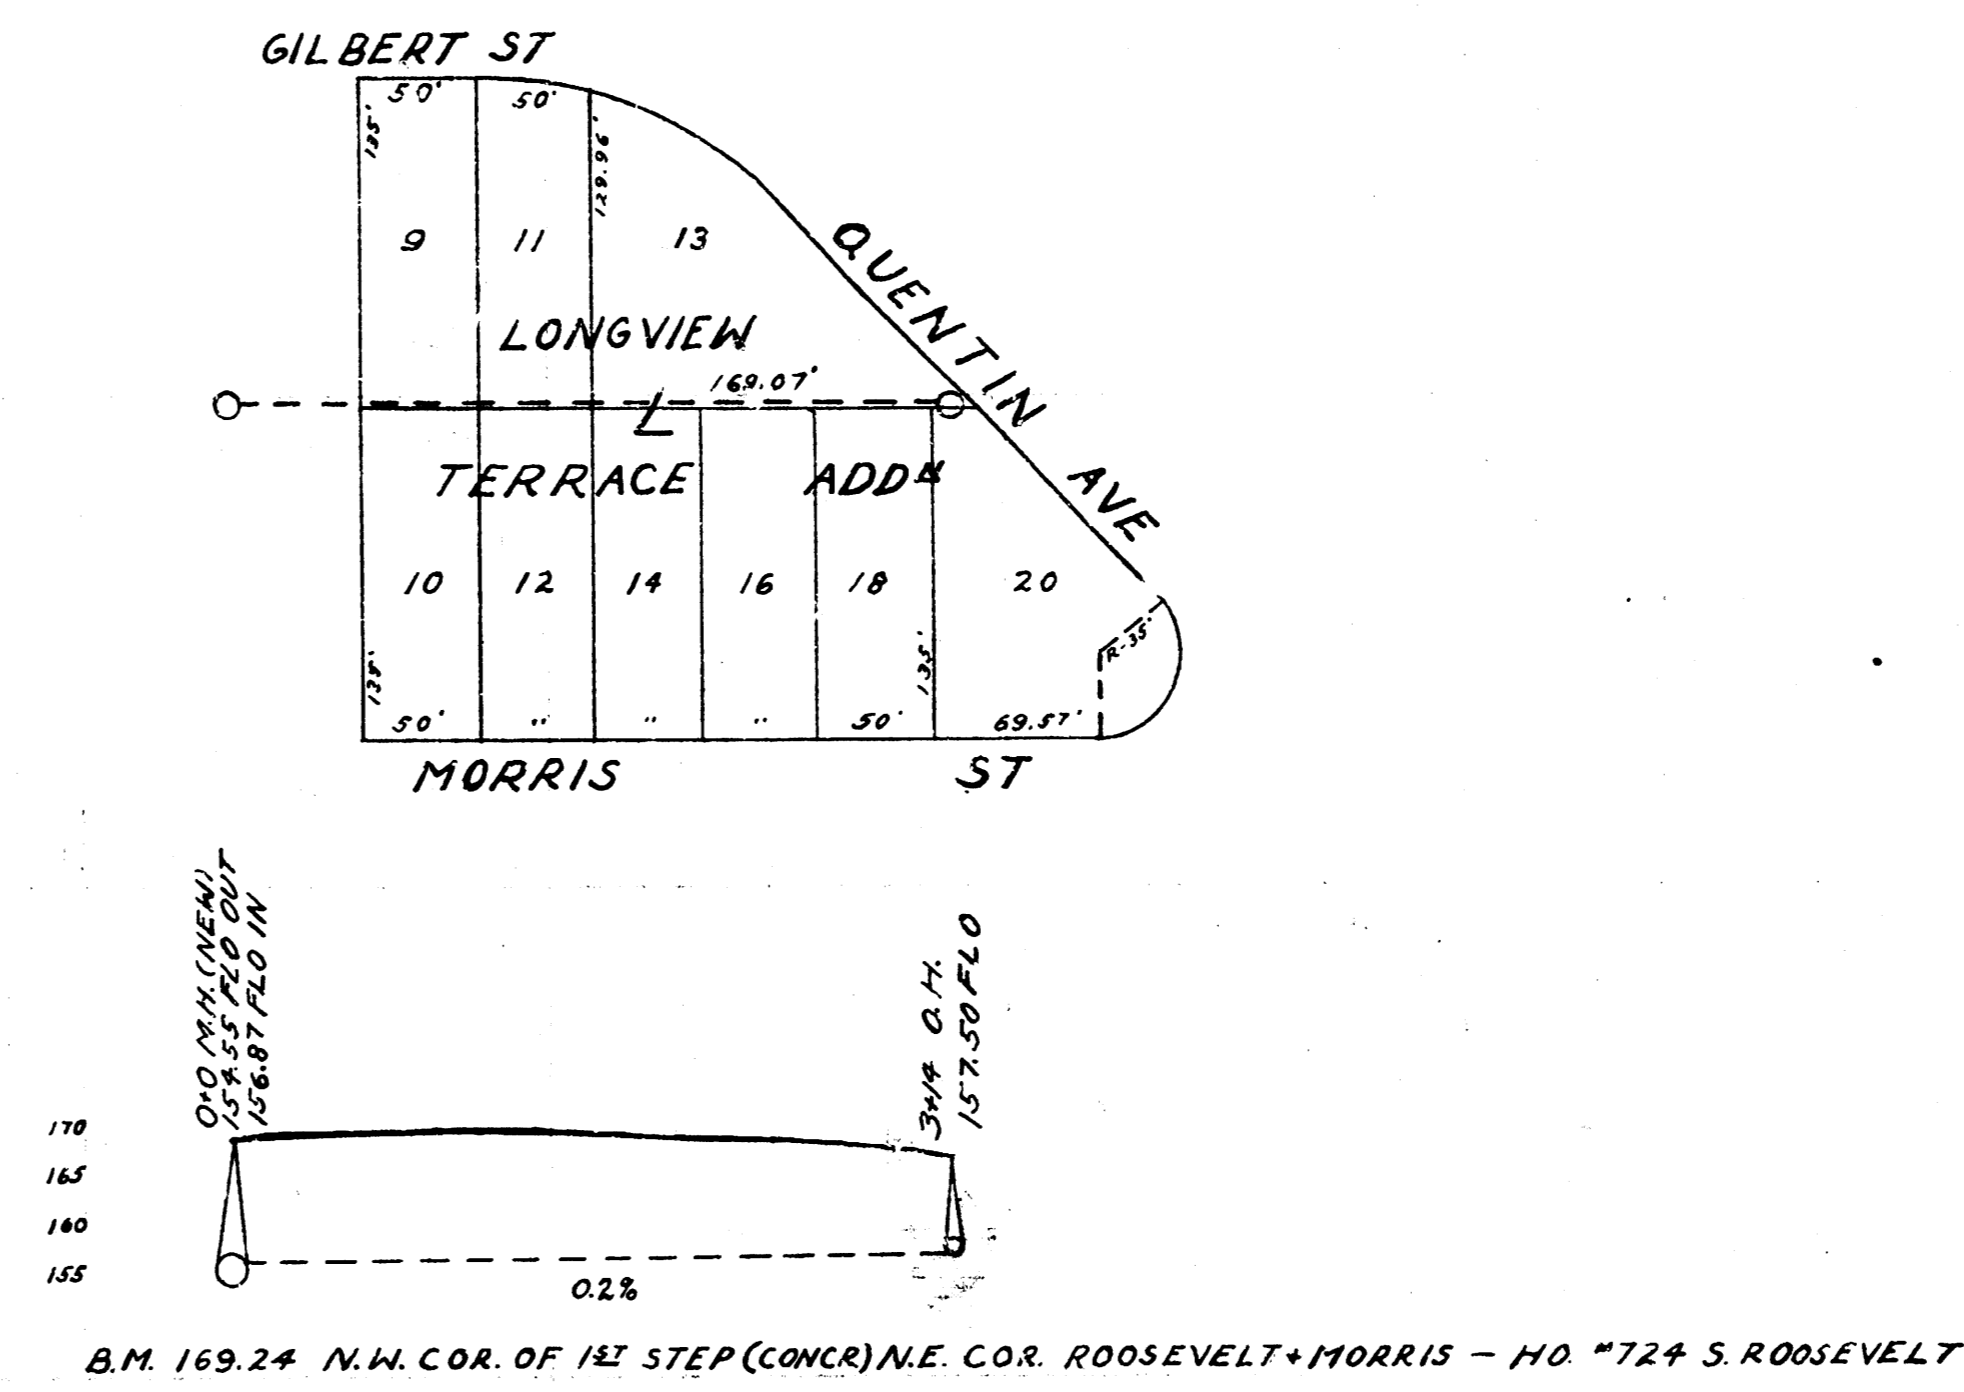 GILBERT ST
50' 50'
135' 129.96'
9 11 13
QUENTIN AVE
LONGVIEW
169.07'
L
TERRACE ADDN
10 12 14 16 18 20
R-35'
135' 135'
50' " " " 50' 69.57'
MORRIS ST
0+0 M.H. (NEW)
154.55 FLO OUT
156.87 FLO IN
3+14 O.H.
157.50 FLO
170
165
160
155
0.2%
B.M. 169.24 N.W. COR. OF 1ST STEP (CONCR) N.E. COR. ROOSEVELT + MORRIS - HO. #724 S. ROOSEVELT